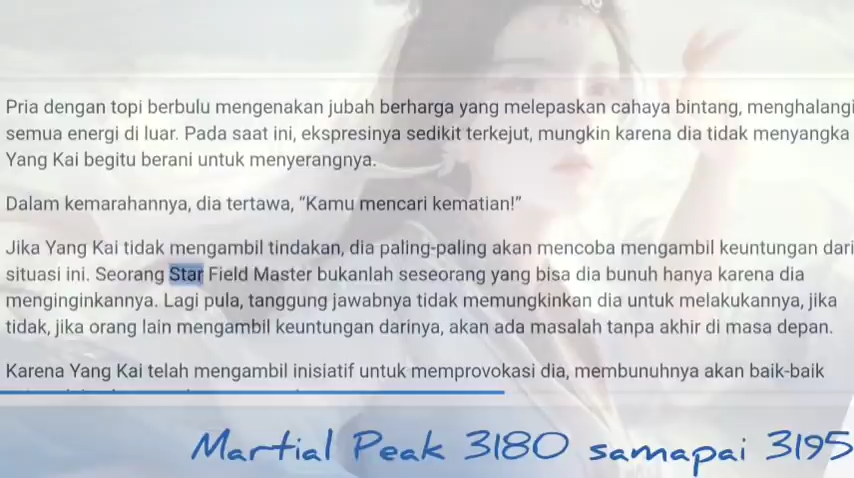 Pria dengan topi berbulu mengenakan jubah berharga yang melepaskan cahaya bintang, menghalangi
semua energi di luar. Pada saat ini, ekspresinya sedikit terkejut, mungkin karena dia tidak menyangka
Yang Kai begitu berani untuk menyerangnya.
Dalam kemarahannya, dia tertawa, “Kamu mencari kematian!”
Jika Yang Kai tidak mengambil tindakan, dia paling-paling akan mencoba mengambil keuntungan dari
situasi ini. Seorang Star Field Master bukanlah seseorang yang bisa dia bunuh hanya karena dia
menginginkannya. Lagi pula, tanggung jawabnya tidak memungkinkan dia untuk melakukannya, jika
tidak, jika orang lain mengambil keuntungan darinya, akan ada masalah tanpa akhir di masa depan.
Karena Yang Kai telah mengambil inisiatif untuk memprovokasi dia, membunuhnya akan baik-baik
Martial Peak 3180 samapai 3195